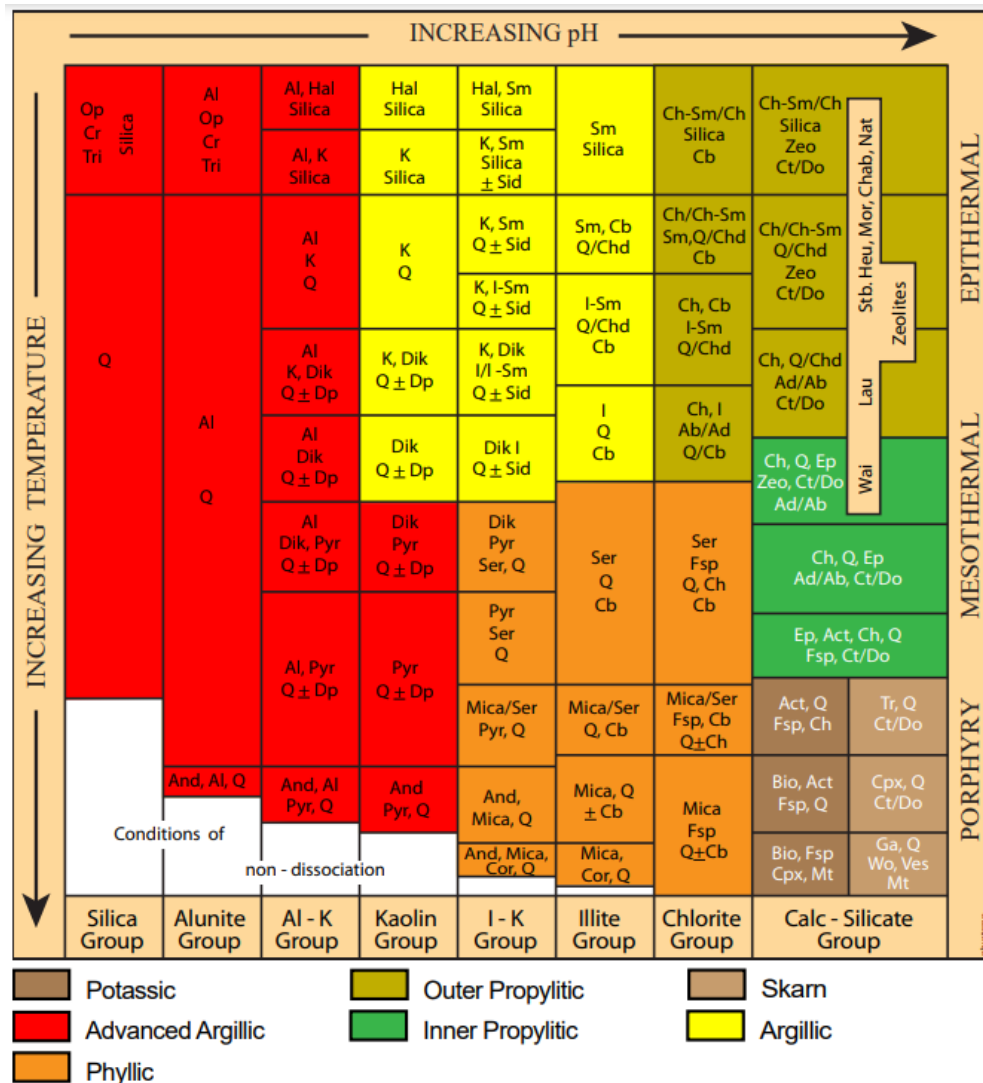 INCREASING pH
INCREASING TEMPERATURE
EPITHERMAL
MESOTHERMAL
PORPHYRY
Op
Cr
Tri
Silica
Q
Al
Op
Cr
Tri
Al
Q
And, Al, Q
Al, Hal
Silica
Al, K
Silica
Al
K
Q
Al
K, Dik
Q ± Dp
Al
Dik
Q ± Dp
Al
Dik, Pyr
Q ± Dp
Al, Pyr
Q ± Dp
And, Al
Pyr, Q
Hal
Silica
K
Silica
K
Q
K, Dik
Q ± Dp
Dik
Q ± Dp
Dik
Pyr
Q ± Dp
Pyr
Q ± Dp
And
Pyr, Q
Hal, Sm
Silica
K, Sm
Silica
± Sid
K, Sm
Q ± Sid
K, I-Sm
Q ± Sid
K, Dik
I/I -Sm
Q ± Sid
Dik I
Q ± Sid
Dik
Pyr
Ser, Q
Pyr
Ser
Q
Mica/Ser
Pyr, Q
And,
Mica, Q
And, Mica,
Cor, Q
Sm
Silica
Sm, Cb
Q/Chd
I-Sm
Q/Chd
Cb
I
Q
Cb
Ser
Q
Cb
Mica/Ser
Q, Cb
Mica, Q
± Cb
Mica,
Cor, Q
Ch-Sm/Ch
Silica
Cb
Ch/Ch-Sm
Sm,Q/Chd
Cb
Ch, Cb
I-Sm
Q/Chd
Ch, I
Ab/Ad
Q/Cb
Ser
Fsp
Q, Ch
Cb
Mica/Ser
Fsp, Cb
Q±Ch
Mica
Fsp
Q±Cb
Ch-Sm/Ch
Silica
Zeo
Ct/Do
Ch/Ch-Sm
Q/Chd
Zeo
Ct/Do
Ch, Q/Chd
Ad/Ab
Ct/Do
Ch, Q, Ep
Zeo, Ct/Do
Ad/Ab
Ch, Q, Ep
Ad/Ab, Ct/Do
Ep, Act, Ch, Q
Fsp, Ct/Do
Act, Q
Fsp, Ch
Tr, Q
Ct/Do
Bio, Act
Fsp, Q
Cpx, Q
Ct/Do
Bio, Fsp
Cpx, Mt
Ga, Q
Wo, Ves
Mt
Stb. Heu, Mor, Chab, Nat
Zeolites
Lau
Wai
Conditions of
non - dissociation
Silica
Group
Alunite
Group
Al - K
Group
Kaolin
Group
I - K
Group
Illite
Group
Chlorite
Group
Calc - Silicate
Group
Potassic
Outer Propylitic
Skarn
Advanced Argillic
Inner Propylitic
Argillic
Phyllic